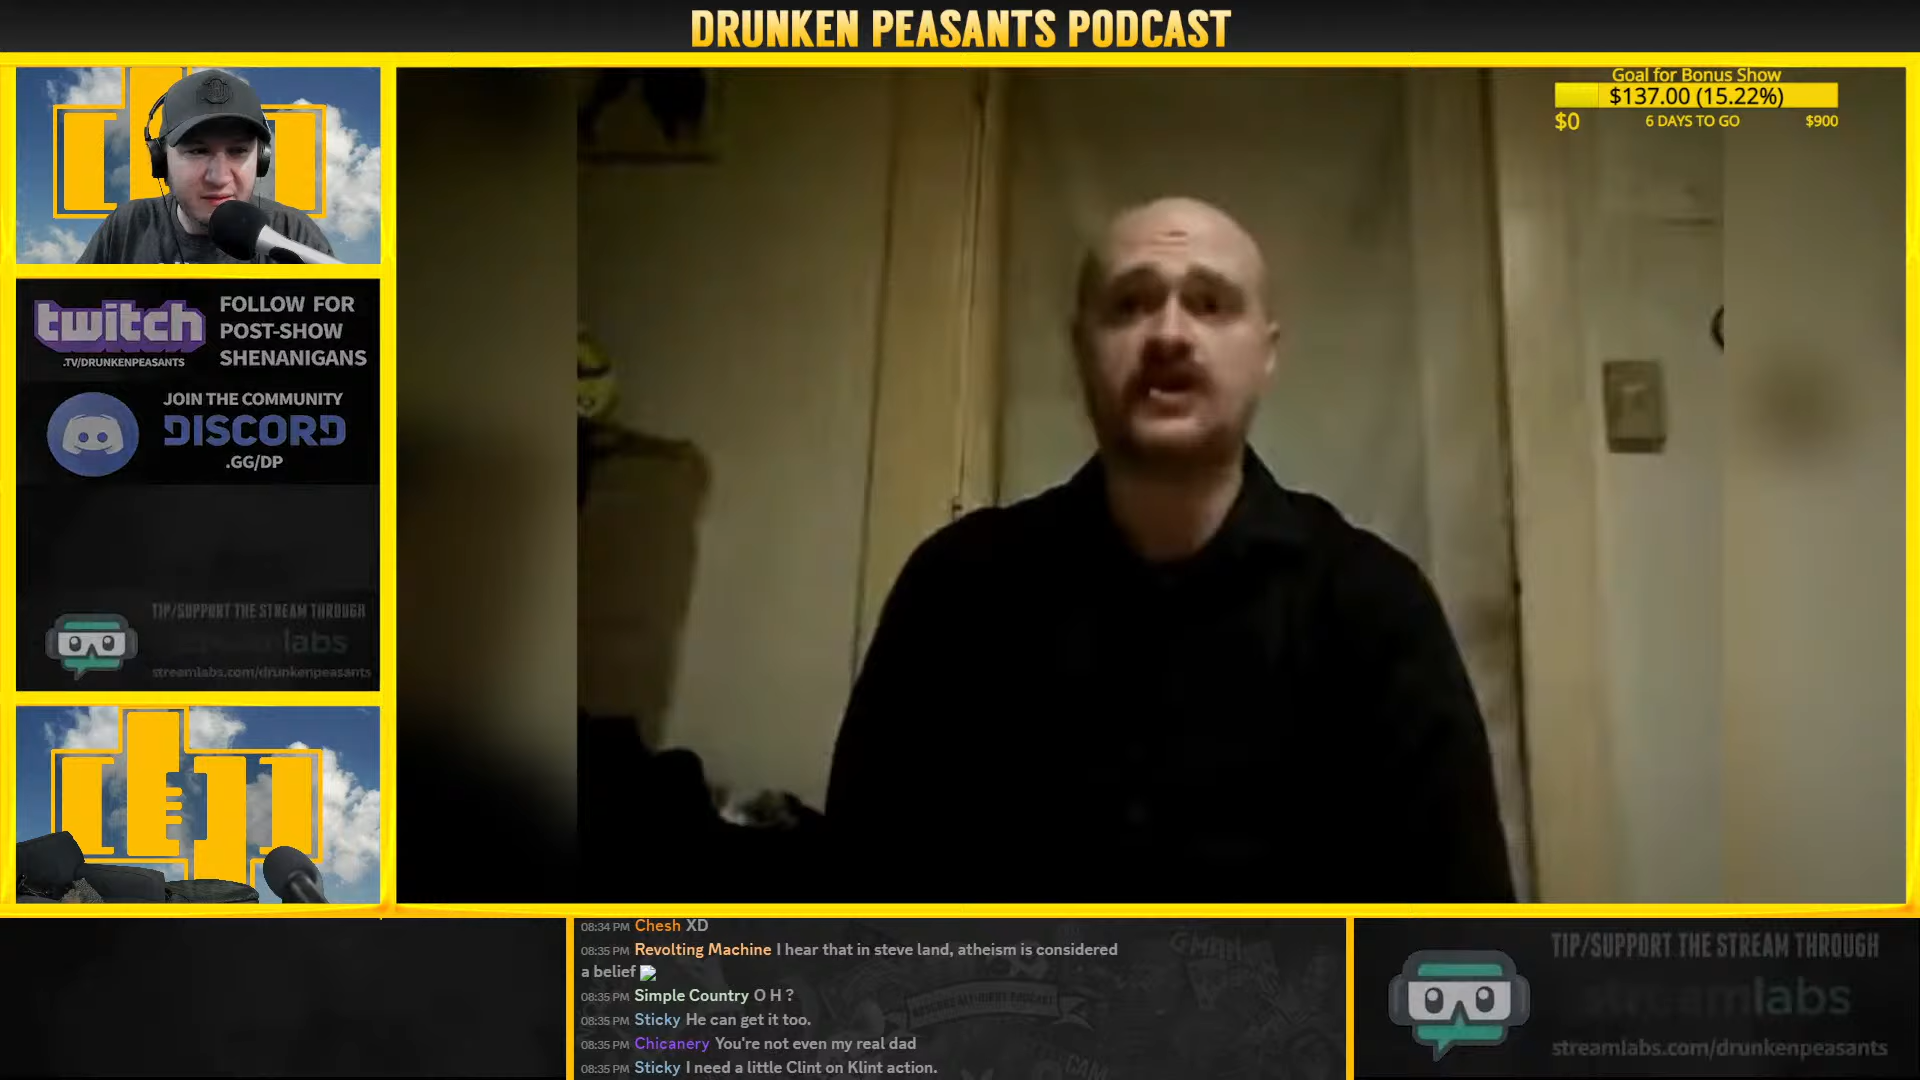 DRUNKEN PEASANTS PODCAST
Goal for Bonus Show
$137.00 (15.22%)
$0 6 DAYS TO GO $900
twitch
.TV/DRUNKENPEASANTS
FOLLOW FOR
POST-SHOW
SHENANIGANS
JOIN THE COMMUNITY
DISCORD
.GG/DP
TIP/SUPPORT THE STREAM THROUGH
streamlabs
streamlabs.com/drunkenpeasants
08:34 PM Chesh XD
08:35 PM Revolting Machine I hear that in steve land, atheism is considered
a belief
08:35 PM Simple Country O H ?
08:35 PM Sticky He can get it too.
08:35 PM Chicanery You're not even my real dad
08:35 PM Sticky I need a little Clint on Klint action.
TIP/SUPPORT THE STREAM THROUGH
streamlabs
streamlabs.com/drunkenpeasants